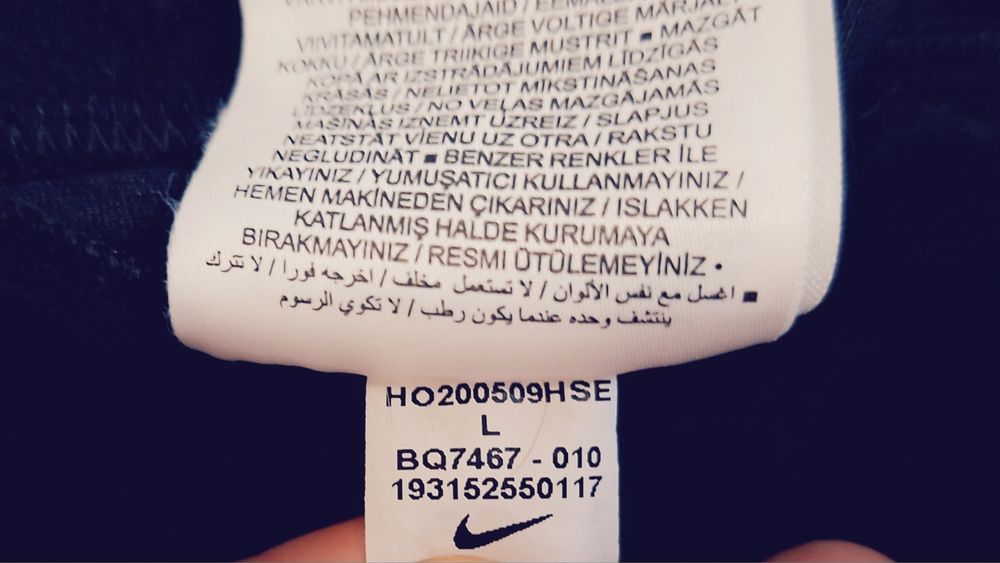 PEHMENDAJAID / EEMAL
VIIVITAMATULT / ÄRGE VOLTIGE MÄRJALT
KOKKU / ÄRGE TRIIKIGE MUSTRIT ▪ MAZGĀT
KOPĀ AR IZSTRĀDĀJUMIEM LĪDZĪGĀS
KRĀSĀS / NELIETOT MĪKSTINĀŠANAS
LĪDZEKĻUS / NO VEĻAS MAZGĀJAMĀS
MAŠĪNAS IZŅEMT UZREIZ / SLAPJUS
NEATSTĀT VIENU UZ OTRA / RAKSTU
NEGLUDINĀT ▪ BENZER RENKLER İLE
YIKAYINIZ / YUMUŞATICI KULLANMAYINIZ /
HEMEN MAKİNEDEN ÇIKARINIZ / ISLAKKEN
KATLANMIŞ HALDE KURUMAYA
BIRAKMAYINIZ / RESMI ÜTÜLEMEYİNİZ •
▪ اغسل مع نفس الألوان / لا تستعمل مخلف / اخرجه فورا / لا تترك
ينتشف وحده عندما يكون رطب / لا تكوي الرسوم
HO200509HSE
L
BQ7467 - 010
193152550117